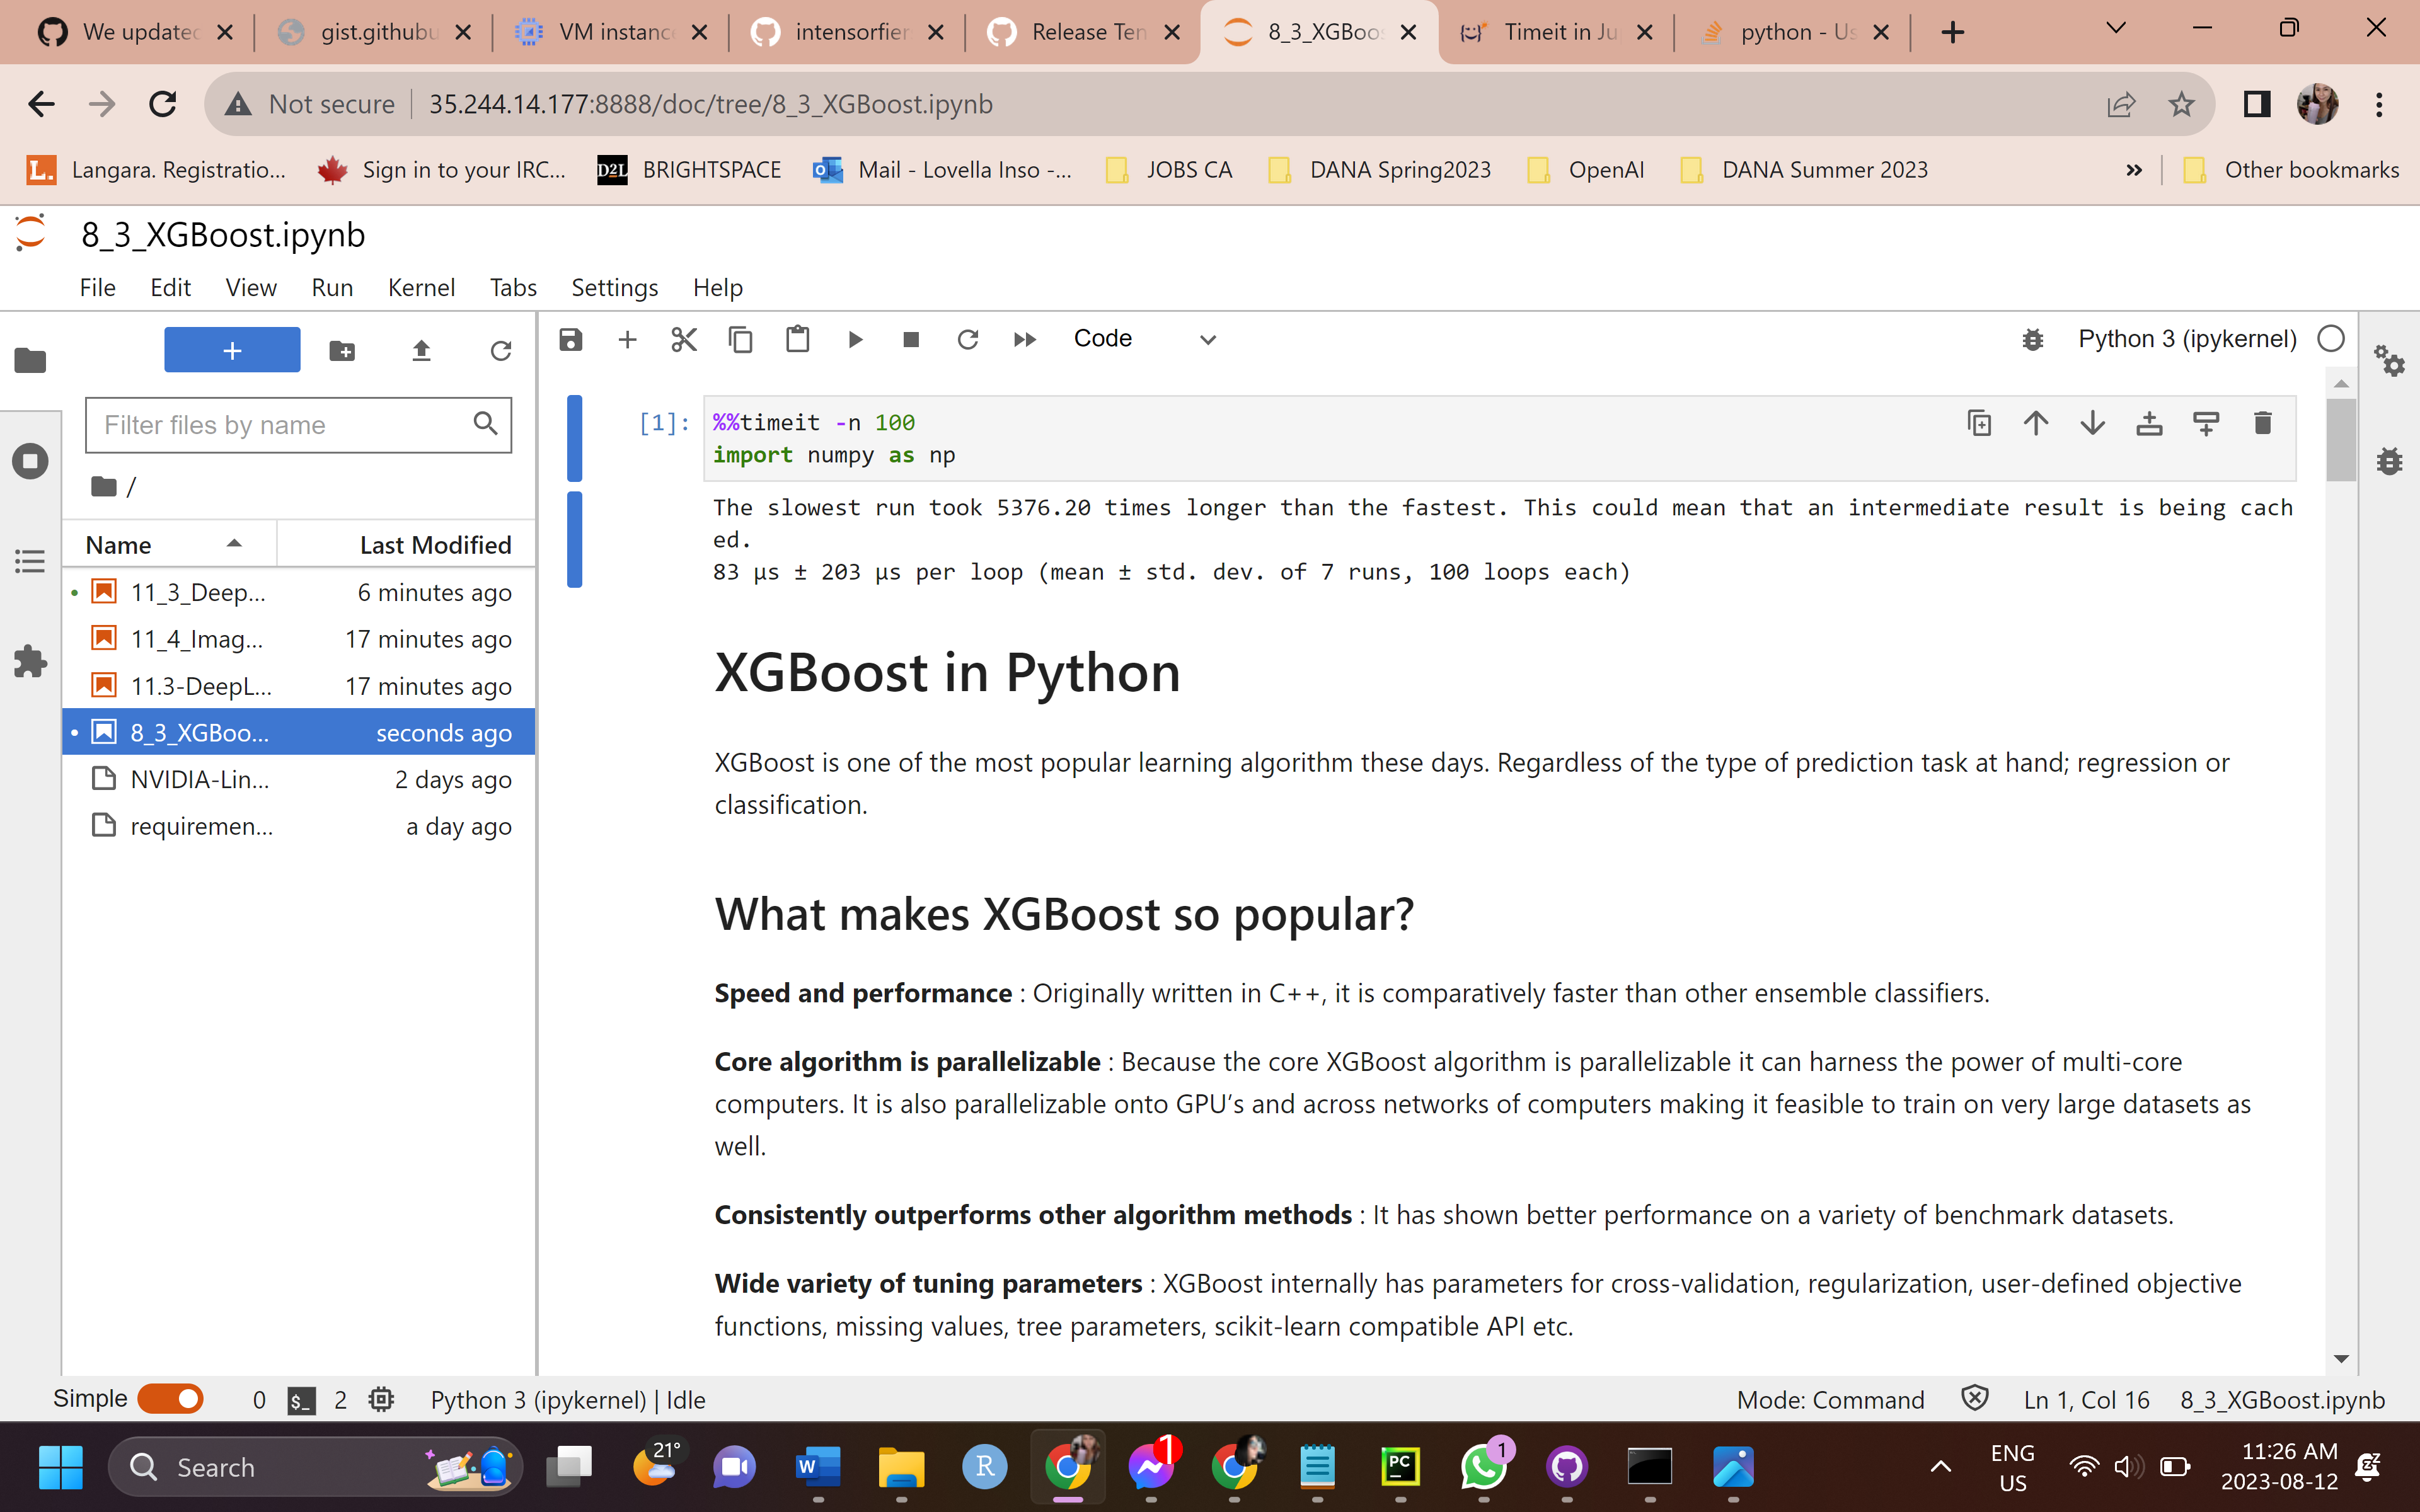 We updated
gist.githubu
VM instance
intensorfier
Release Ten
8_3_XGBoos
Timeit in Ju
python - Us
Not secure
35.244.14.177:8888/doc/tree/8_3_XGBoost.ipynb
L. Langara. Registratio...
Sign in to your IRC...
D2L BRIGHTSPACE
Mail - Lovella Inso -...
JOBS CA
DANA Spring2023
OpenAI
DANA Summer 2023
»
Other bookmarks
8_3_XGBoost.ipynb
File Edit View Run Kernel Tabs Settings Help
Code
Python 3 (ipykernel)
Filter files by name
/
Name Last Modified
11_3_Deep... 6 minutes ago
11_4_Imag... 17 minutes ago
11.3-DeepL... 17 minutes ago
8_3_XGBoo... seconds ago
NVIDIA-Lin... 2 days ago
requiremen... a day ago
[1]: %%timeit -n 100
import numpy as np
The slowest run took 5376.20 times longer than the fastest. This could mean that an intermediate result is being cach
ed.
83 µs ± 203 µs per loop (mean ± std. dev. of 7 runs, 100 loops each)
XGBoost in Python
XGBoost is one of the most popular learning algorithm these days. Regardless of the type of prediction task at hand; regression or
classification.
What makes XGBoost so popular?
Speed and performance : Originally written in C++, it is comparatively faster than other ensemble classifiers.
Core algorithm is parallelizable : Because the core XGBoost algorithm is parallelizable it can harness the power of multi-core
computers. It is also parallelizable onto GPU’s and across networks of computers making it feasible to train on very large datasets as
well.
Consistently outperforms other algorithm methods : It has shown better performance on a variety of benchmark datasets.
Wide variety of tuning parameters : XGBoost internally has parameters for cross-validation, regularization, user-defined objective
functions, missing values, tree parameters, scikit-learn compatible API etc.
Simple 0 $_ 2 Python 3 (ipykernel) | Idle
Mode: Command Ln 1, Col 16 8_3_XGBoost.ipynb
Search
21°
W
R
1
PC
1
ENG
US
11:26 AM
2023-08-12